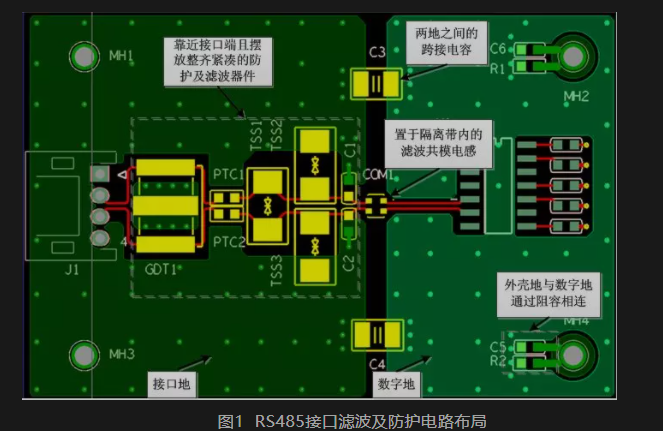 靠近接口端且摆
放整齐紧凑的防
护及滤波器件
两地之间的
跨接电容
C3
C6
R1
MH1
MH2
TSS1
TSS2
置于隔离带内的
滤波共模电感
PTC1
C1
COM1
4
J1
GDT1
PTC2
TSS3
C2
外壳地与数字地
通过阻容相连
MH4
MH3
C5
R2
C4
接口地
数字地
图1 RS485接口滤波及防护电路布局